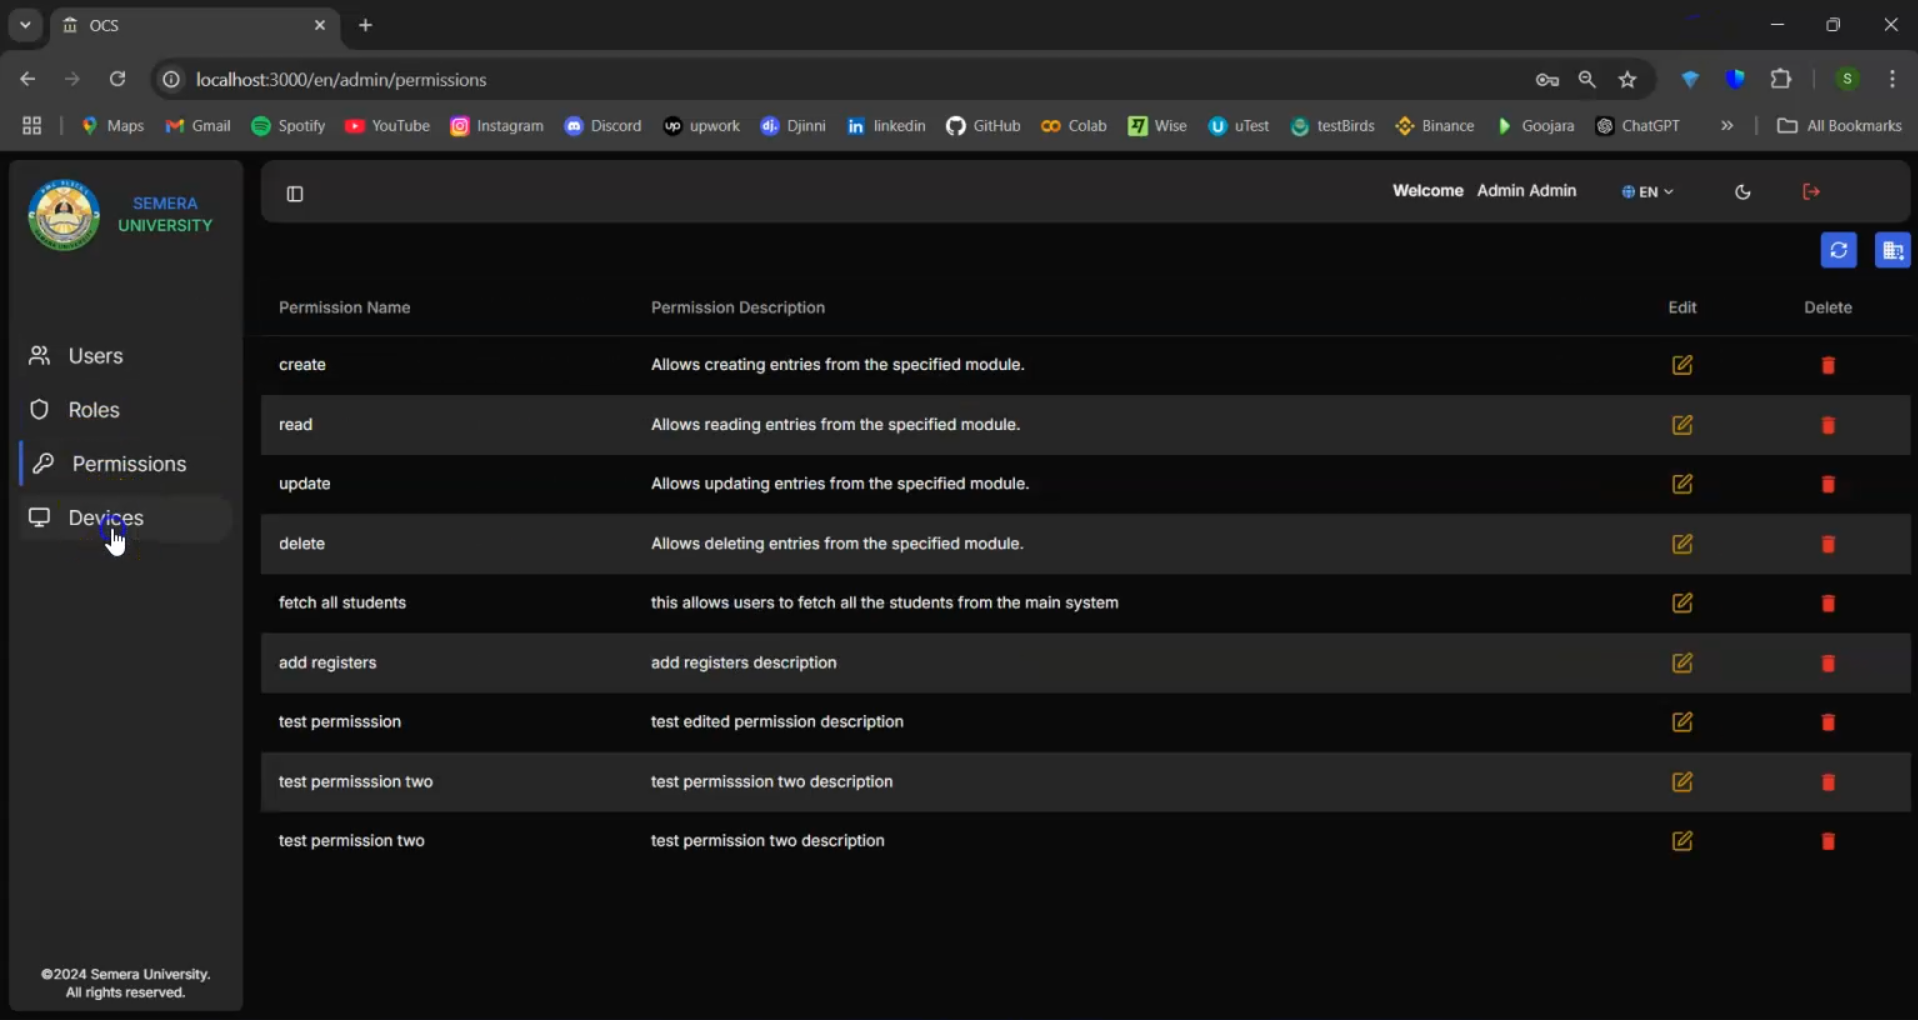 OCS
localhost:3000/en/admin/permissions
S
Maps Gmail Spotify YouTube Instagram Discord up upwork dj. Djinni in linkedin GitHub Colab Wise U uTest testBirds Binance Goojara ChatGPT » All Bookmarks
SEMERA
UNIVERSITY
Welcome Admin Admin EN
Users
Roles
Permissions
Devices
Permission Name Permission Description Edit Delete
create Allows creating entries from the specified module.
read Allows reading entries from the specified module.
update Allows updating entries from the specified module.
delete Allows deleting entries from the specified module.
fetch all students this allows users to fetch all the students from the main system
add registers add registers description
test permisssion test edited permission description
test permisssion two test permisssion two description
test permission two test permission two description
©2024 Semera University.
All rights reserved.